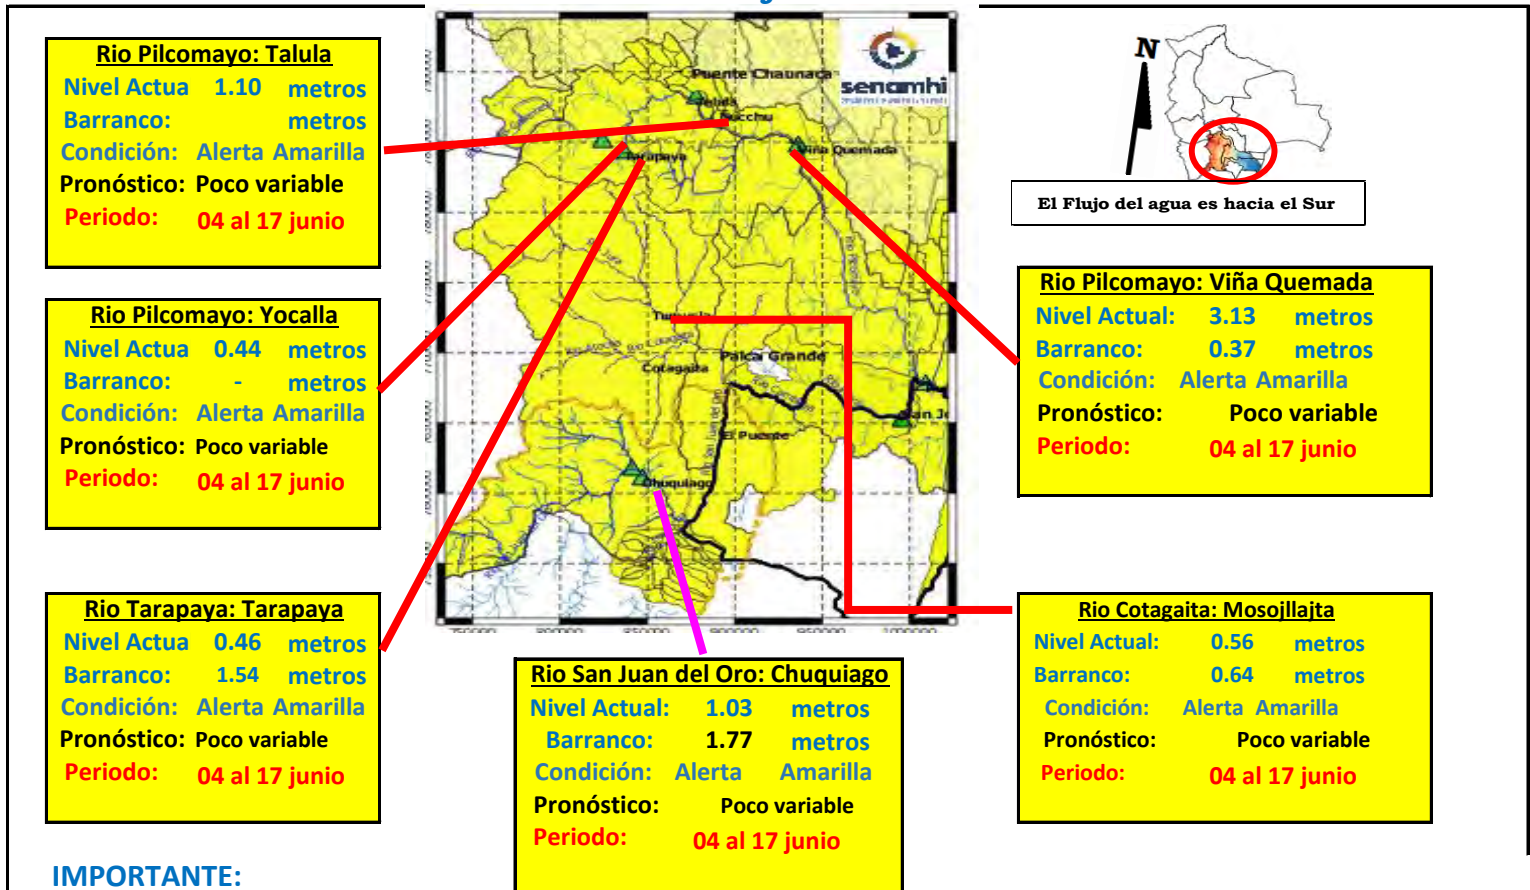 Rio Pilcomayo: Talula
Nivel Actua 1.10 metros
Barranco: metros
Condición: Alerta Amarilla
Pronóstico: Poco variable
Periodo: 04 al 17 junio
Rio Pilcomayo: Yocalla
Nivel Actua 0.44 metros
Barranco: - metros
Condición: Alerta Amarilla
Pronóstico: Poco variable
Periodo: 04 al 17 junio
Rio Tarapaya: Tarapaya
Nivel Actua 0.46 metros
Barranco: 1.54 metros
Condición: Alerta Amarilla
Pronóstico: Poco variable
Periodo: 04 al 17 junio
senamhi
Puente Chaunaca
Talula
Tarapaya
Viña Quemada
Palca Grande
Cotagaita
San J
El Puente
Chuquiago
850000
1000000
N
El Flujo del agua es hacia el Sur
Rio Pilcomayo: Viña Quemada
Nivel Actual: 3.13 metros
Barranco: 0.37 metros
Condición: Alerta Amarilla
Pronóstico: Poco variable
Periodo: 04 al 17 junio
Rio Cotagaita: Mosojllajta
Nivel Actual: 0.56 metros
Barranco: 0.64 metros
Condición: Alerta Amarilla
Pronóstico: Poco variable
Periodo: 04 al 17 junio
Rio San Juan del Oro: Chuquiago
Nivel Actual: 1.03 metros
Barranco: 1.77 metros
Condición: Alerta Amarilla
Pronóstico: Poco variable
Periodo: 04 al 17 junio
IMPORTANTE: